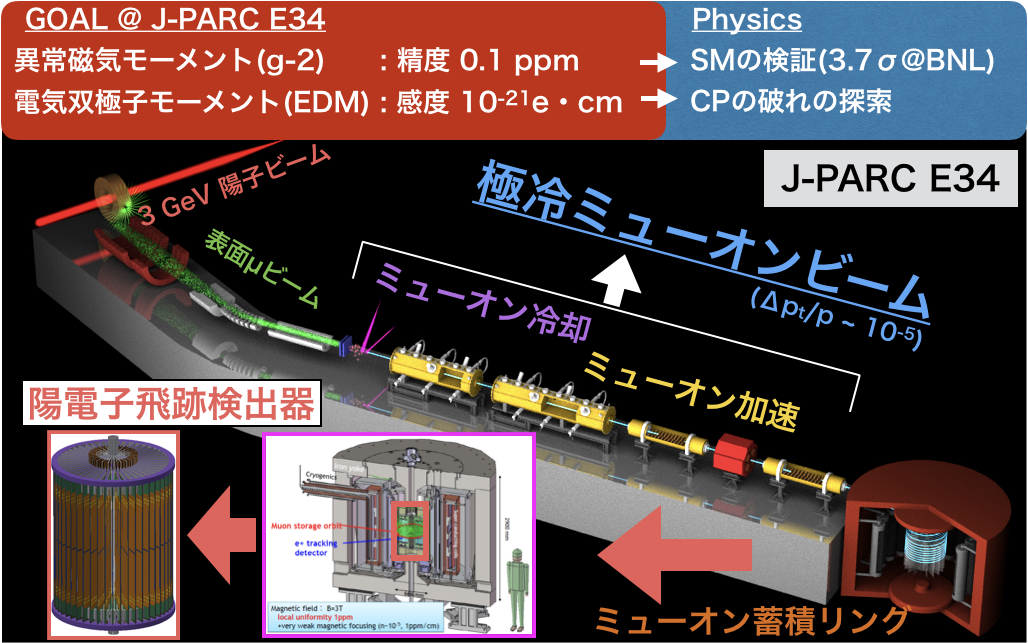 GOAL @ J-PARC E34
異常磁気モーメント(g-2) : 精度 0.1 ppm
電気双極子モーメント(EDM) : 感度 10-21e・cm
Physics
SMの検証(3.7σ@BNL)
CPの破れの探索
J-PARC E34
3 GeV 陽子ビーム
表面μビーム
極冷ミューオンビーム
(Δpt/p ~ 10-5)
ミューオン冷却
ミューオン加速
陽電子飛跡検出器
Iron yoke
Cryogenics
Muon storage orbit
e+ tracking
detector
2900 mm
Magnetic field : B=3T
local uniformity 1ppm
+very weak magnetic focusing (n~10-5, 1ppm/cm)
ミューオン蓄積リング